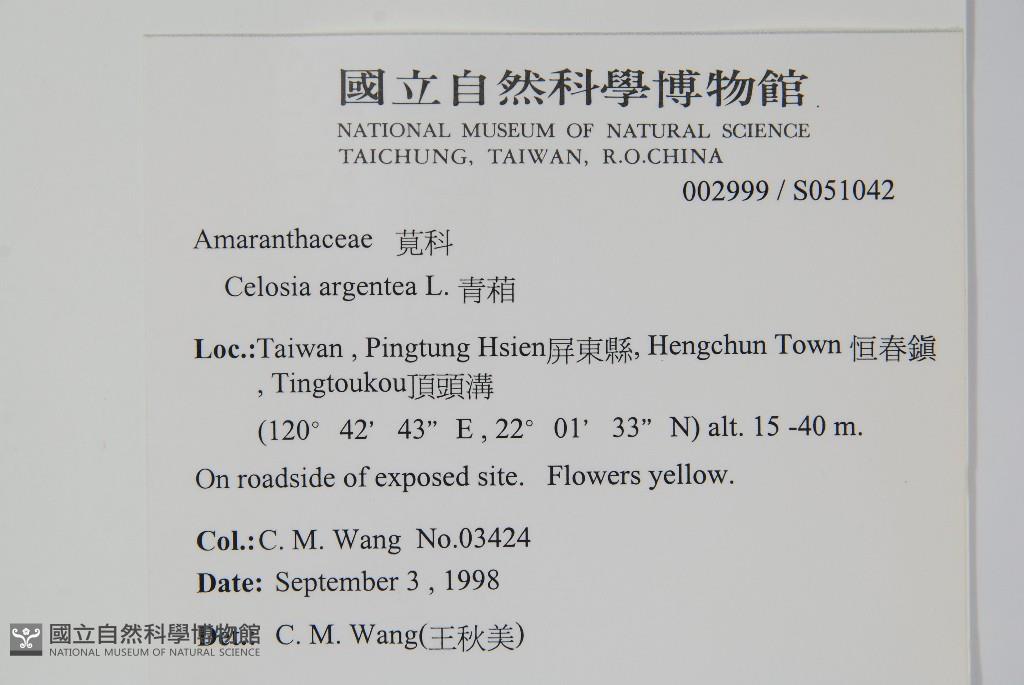 國立自然科學博物館
NATIONAL MUSEUM OF NATURAL SCIENCE
TAICHUNG, TAIWAN, R.O.CHINA
002999 / S051042
Amaranthaceae 莧科
Celosia argentea L. 青葙
Loc.:Taiwan , Pingtung Hsien屏東縣, Hengchun Town 恒春鎮
, Tingtoukou頂頭溝
(120° 42’ 43” E , 22° 01’ 33” N) alt. 15 -40 m.
On roadside of exposed site. Flowers yellow.
Col.:C. M. Wang No.03424
Date: September 3 , 1998
Det.: C. M. Wang(王秋美)
國立自然科學博物館
NATIONAL MUSEUM OF NATURAL SCIENCE